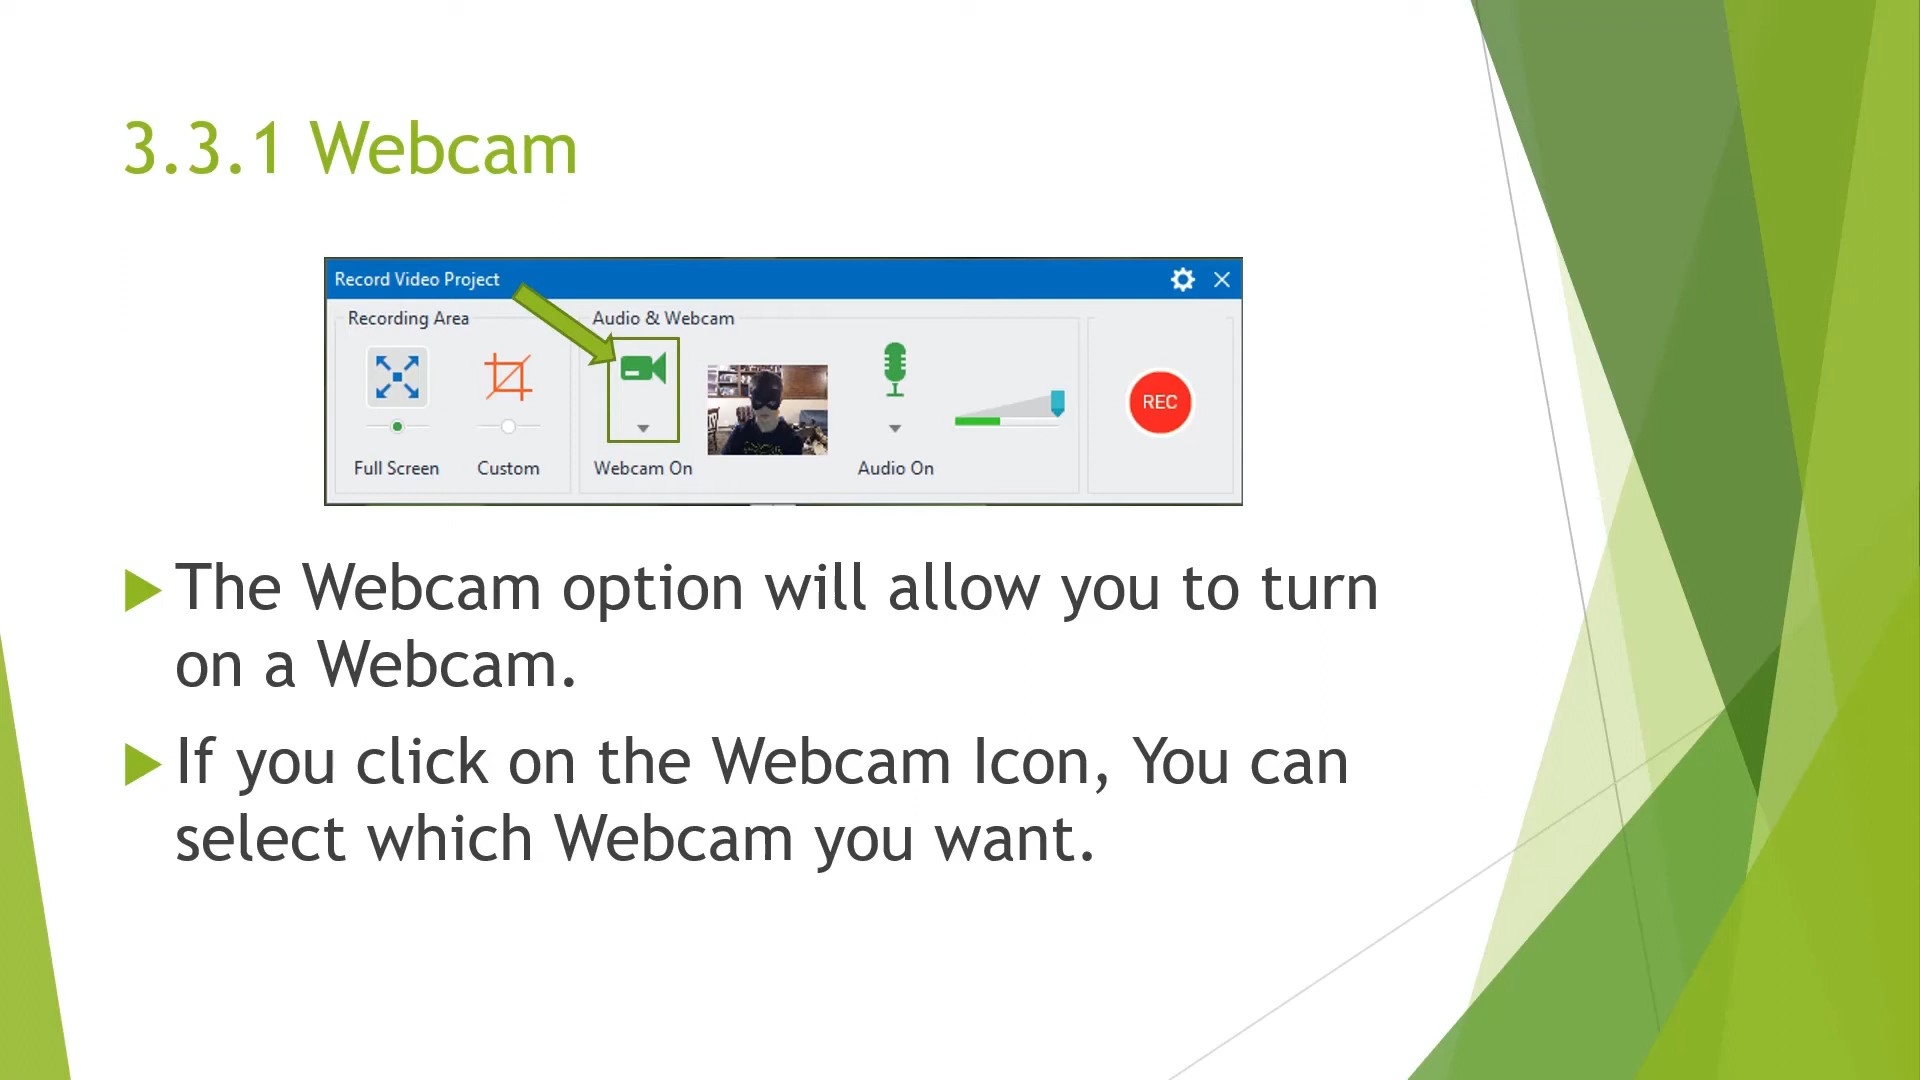 3.3.1 Webcam
Record Video Project
Recording Area
Audio & Webcam
REC
Full Screen
Custom
Webcam On
Audio On
The Webcam option will allow you to turn
on a Webcam.
If you click on the Webcam Icon, You can
select which Webcam you want.